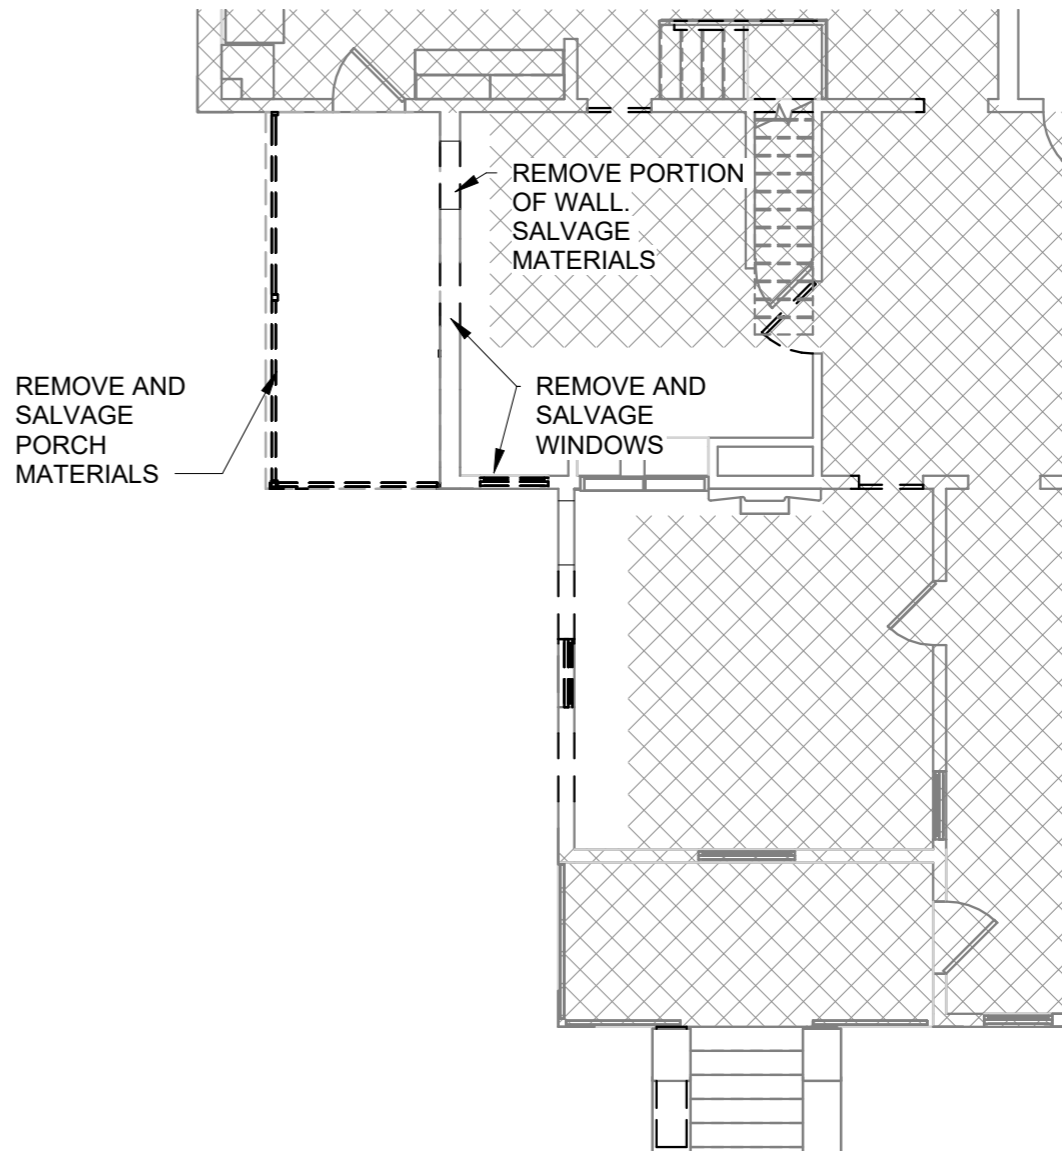 REMOVE PORTION
OF WALL.
SALVAGE
MATERIALS
REMOVE AND
SALVAGE
PORCH
MATERIALS
REMOVE AND
SALVAGE
WINDOWS